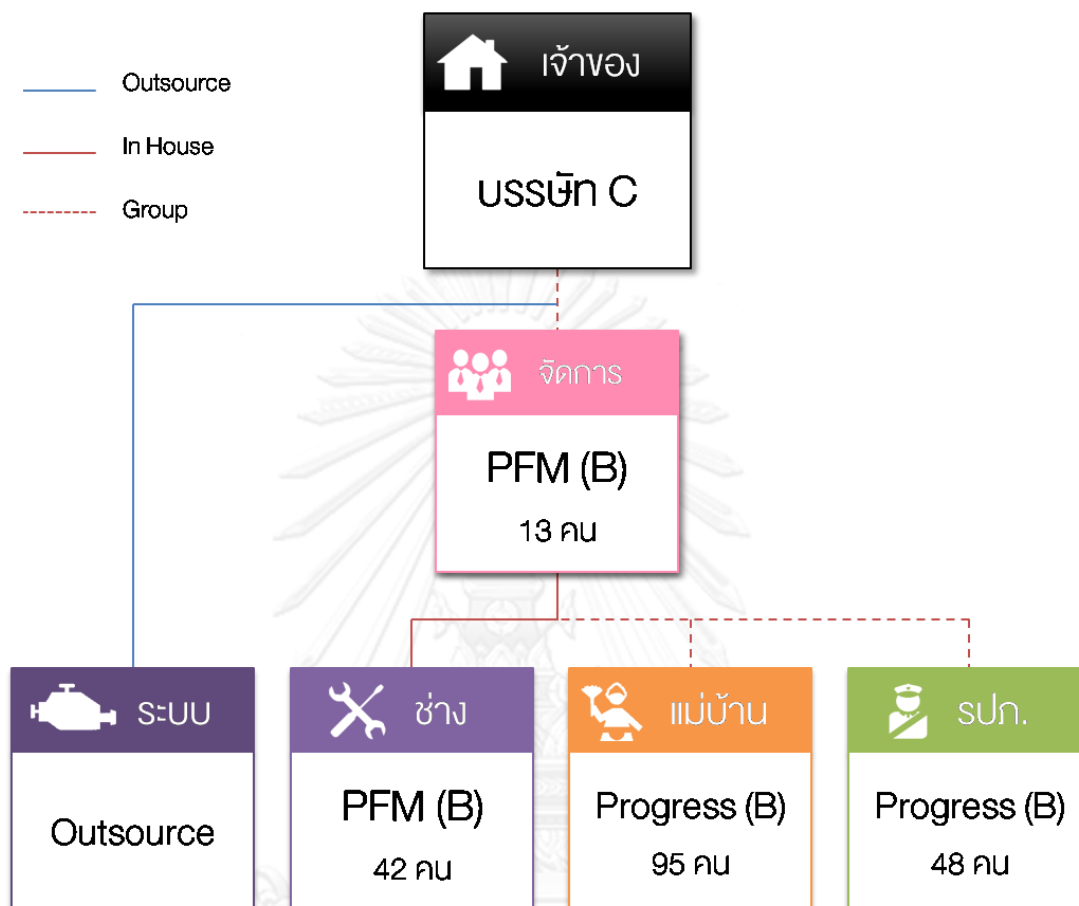 เจ้าของ
บรรษัท C
Outsource
In House
Group
จัดการ
PFM (B)
13 คน
ระบบ
Outsource
ช่าง
PFM (B)
42 คน
แม่บ้าน
Progress (B)
95 คน
รปภ.
Progress (B)
48 คน